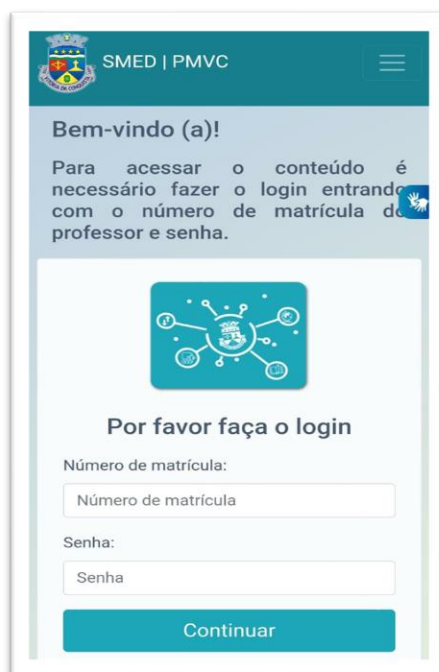 SMED | PMVC
Bem-vindo (a)!
Para acessar o conteúdo é
necessário fazer o login entrando
com o número de matrícula do
professor e senha.
Por favor faça o login
Número de matrícula:
Número de matrícula
Senha:
Senha
Continuar